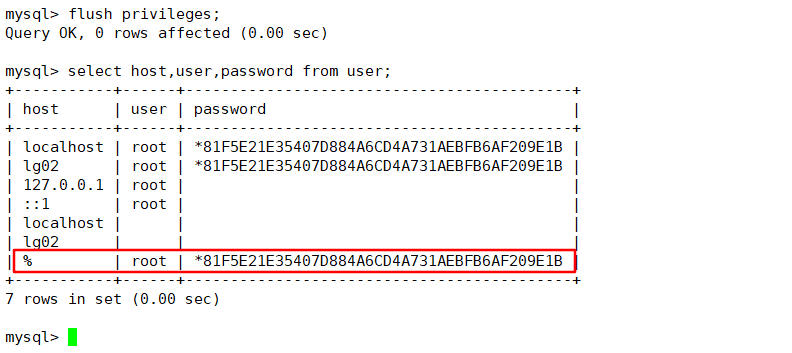 mysql> flush privileges;
Query OK, 0 rows affected (0.00 sec)
mysql> select host,user,password from user;
+-----------+------+-------------------------------------------+
| host      | user | password                                  |
+-----------+------+-------------------------------------------+
| localhost | root | *81F5E21E35407D884A6CD4A731AEBFB6AF209E1B |
| lg02      | root | *81F5E21E35407D884A6CD4A731AEBFB6AF209E1B |
| 127.0.0.1 | root |                                           |
| ::1       | root |                                           |
| localhost |      |                                           |
| lg02      |      |                                           |
| %         | root | *81F5E21E35407D884A6CD4A731AEBFB6AF209E1B |
+-----------+------+-------------------------------------------+
7 rows in set (0.00 sec)
mysql>